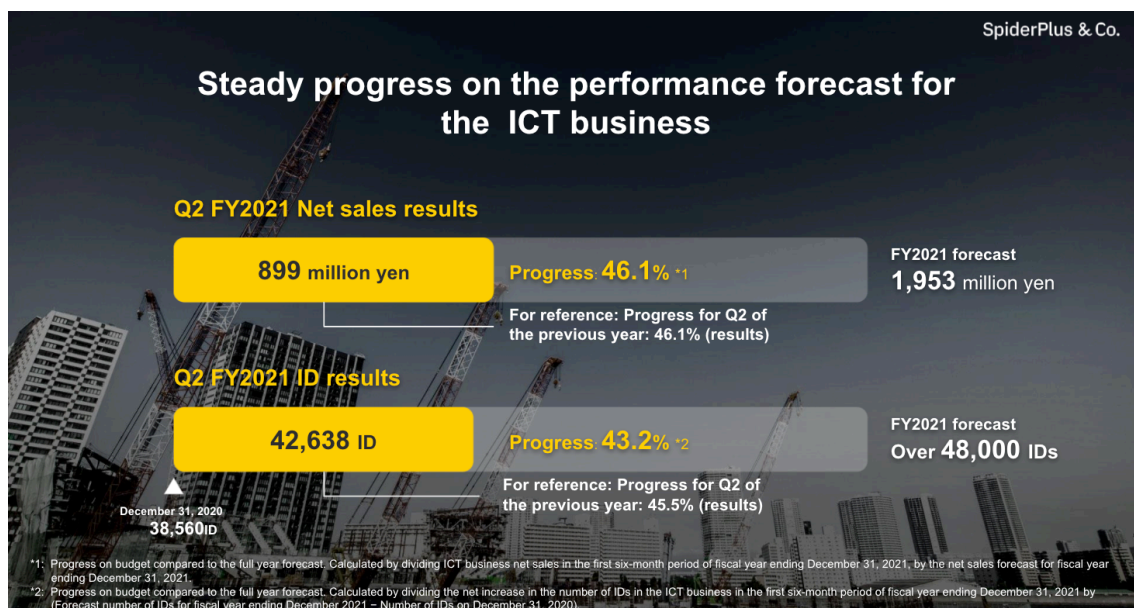 SpiderPlus & Co.
Steady progress on the performance forecast for
the ICT business
Q2 FY2021 Net sales results
899 million yen
Progress: 46.1% *1
FY2021 forecast
1,953 million yen
For reference: Progress for Q2 of
the previous year: 46.1% (results)
Q2 FY2021 ID results
42,638 ID
Progress: 43.2% *2
FY2021 forecast
Over 48,000 IDs
For reference: Progress for Q2 of
the previous year: 45.5% (results)
December 31, 2020
38,560ID
*1: Progress on budget compared to the full year forecast. Calculated by dividing ICT business net sales in the first six-month period of fiscal year ending December 31, 2021, by the net sales forecast for fiscal year
ending December 31, 2021.
*2: Progress on budget compared to the full year forecast. Calculated by dividing the net increase in the number of IDs in the ICT business in the first six-month period of fiscal year ending December 31, 2021 by
(Forecast number of IDs for fiscal year ending December 2021 − Number of IDs on December 31, 2020)